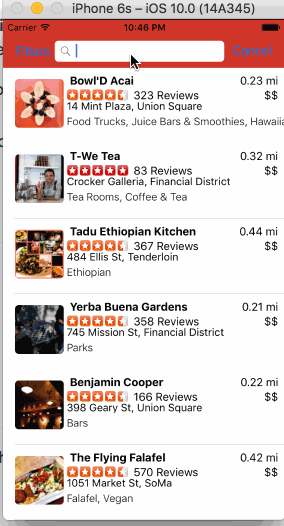 iPhone 6s – iOS 10.0 (14A345)
Carrier 10:46 PM
Filters Cancel
Bowl'D Acai 0.23 mi
323 Reviews $$
14 Mint Plaza, Union Square
Food Trucks, Juice Bars & Smoothies, Hawaiia
T-We Tea 0.32 mi
83 Reviews $$
Crocker Galleria, Financial District
Tea Rooms, Coffee & Tea
Tadu Ethiopian Kitchen 0.44 mi
367 Reviews $$
484 Ellis St, Tenderloin
Ethiopian
Yerba Buena Gardens 0.21 mi
358 Reviews $$
745 Mission St, Financial District
Parks
Benjamin Cooper 0.22 mi
166 Reviews $$
398 Geary St, Union Square
Bars
The Flying Falafel 0.42 mi
570 Reviews $$
1051 Market St, SoMa
Falafel, Vegan